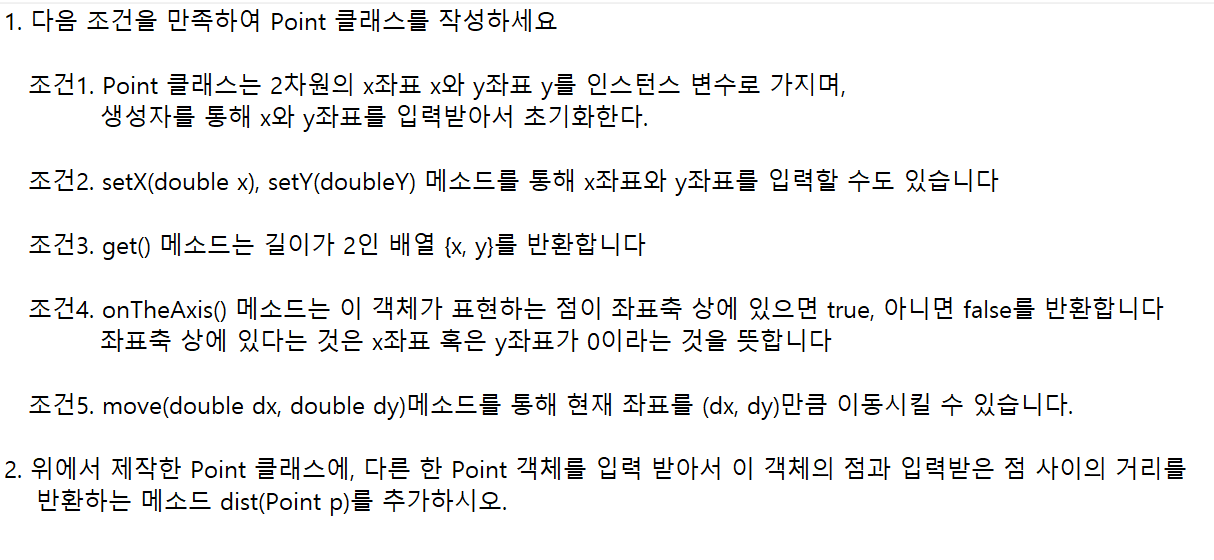 1. 다음 조건을 만족하여 Point 클래스를 작성하세요
조건1. Point 클래스는 2차원의 x좌표 x와 y좌표 y를 인스턴스 변수로 가지며,
생성자를 통해 x와 y좌표를 입력받아서 초기화한다.
조건2. setX(double x), setY(doubleY) 메소드를 통해 x좌표와 y좌표를 입력할 수도 있습니다
조건3. get() 메소드는 길이가 2인 배열 {x, y}를 반환합니다
조건4. onTheAxis() 메소드는 이 객체가 표현하는 점이 좌표축 상에 있으면 true, 아니면 false를 반환합니다
좌표축 상에 있다는 것은 x좌표 혹은 y좌표가 0이라는 것을 뜻합니다
조건5. move(double dx, double dy)메소드를 통해 현재 좌표를 (dx, dy)만큼 이동시킬 수 있습니다.
2. 위에서 제작한 Point 클래스에, 다른 한 Point 객체를 입력 받아서 이 객체의 점과 입력받은 점 사이의 거리를
반환하는 메소드 dist(Point p)를 추가하시오.